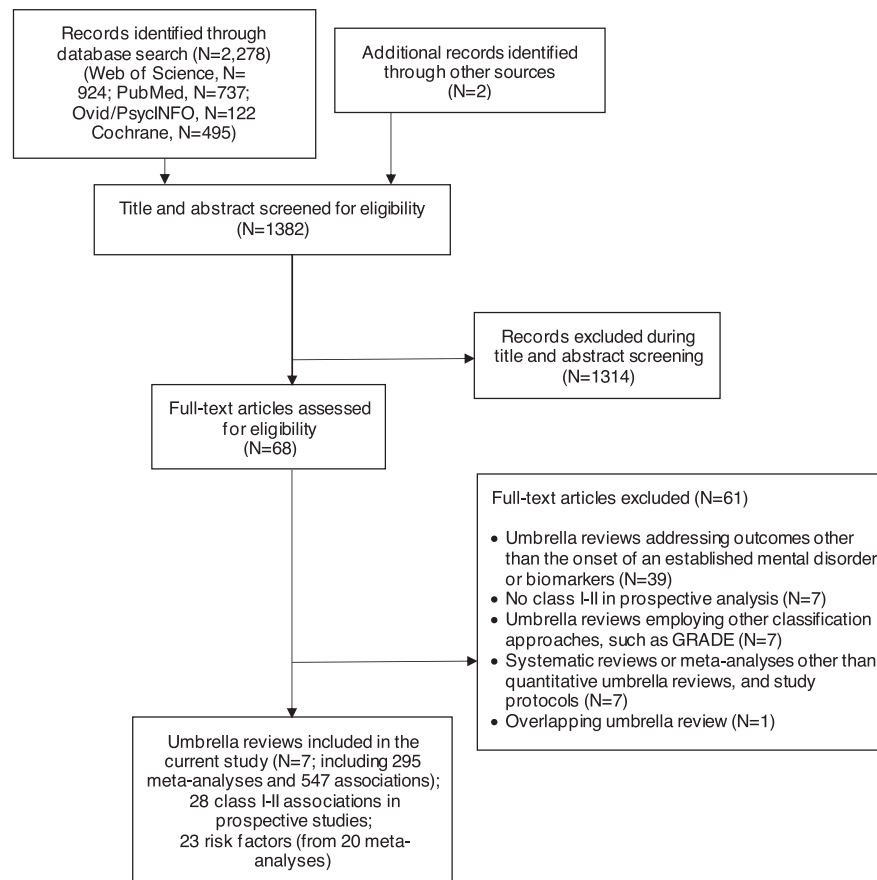 Records identified through
database search (N=2,278)
(Web of Science, N=
924; PubMed, N=737;
Ovid/PsycINFO, N=122
Cochrane, N=495)
Additional records identified
through other sources
(N=2)
Title and abstract screened for eligibility
(N=1382)
Records excluded during
title and abstract screening
(N=1314)
Full-text articles assessed
for eligibility
(N=68)
Full-text articles excluded (N=61)
• Umbrella reviews addressing outcomes other
than the onset of an established mental disorder
or biomarkers (N=39)
• No class I-II in prospective analysis (N=7)
• Umbrella reviews employing other classification
approaches, such as GRADE (N=7)
• Systematic reviews or meta-analyses other than
quantitative umbrella reviews, and study
protocols (N=7)
• Overlapping umbrella review (N=1)
Umbrella reviews included in the
current study (N=7; including 295
meta-analyses and 547 associations);
28 class I-II associations in
prospective studies;
23 risk factors (from 20 meta-
analyses)